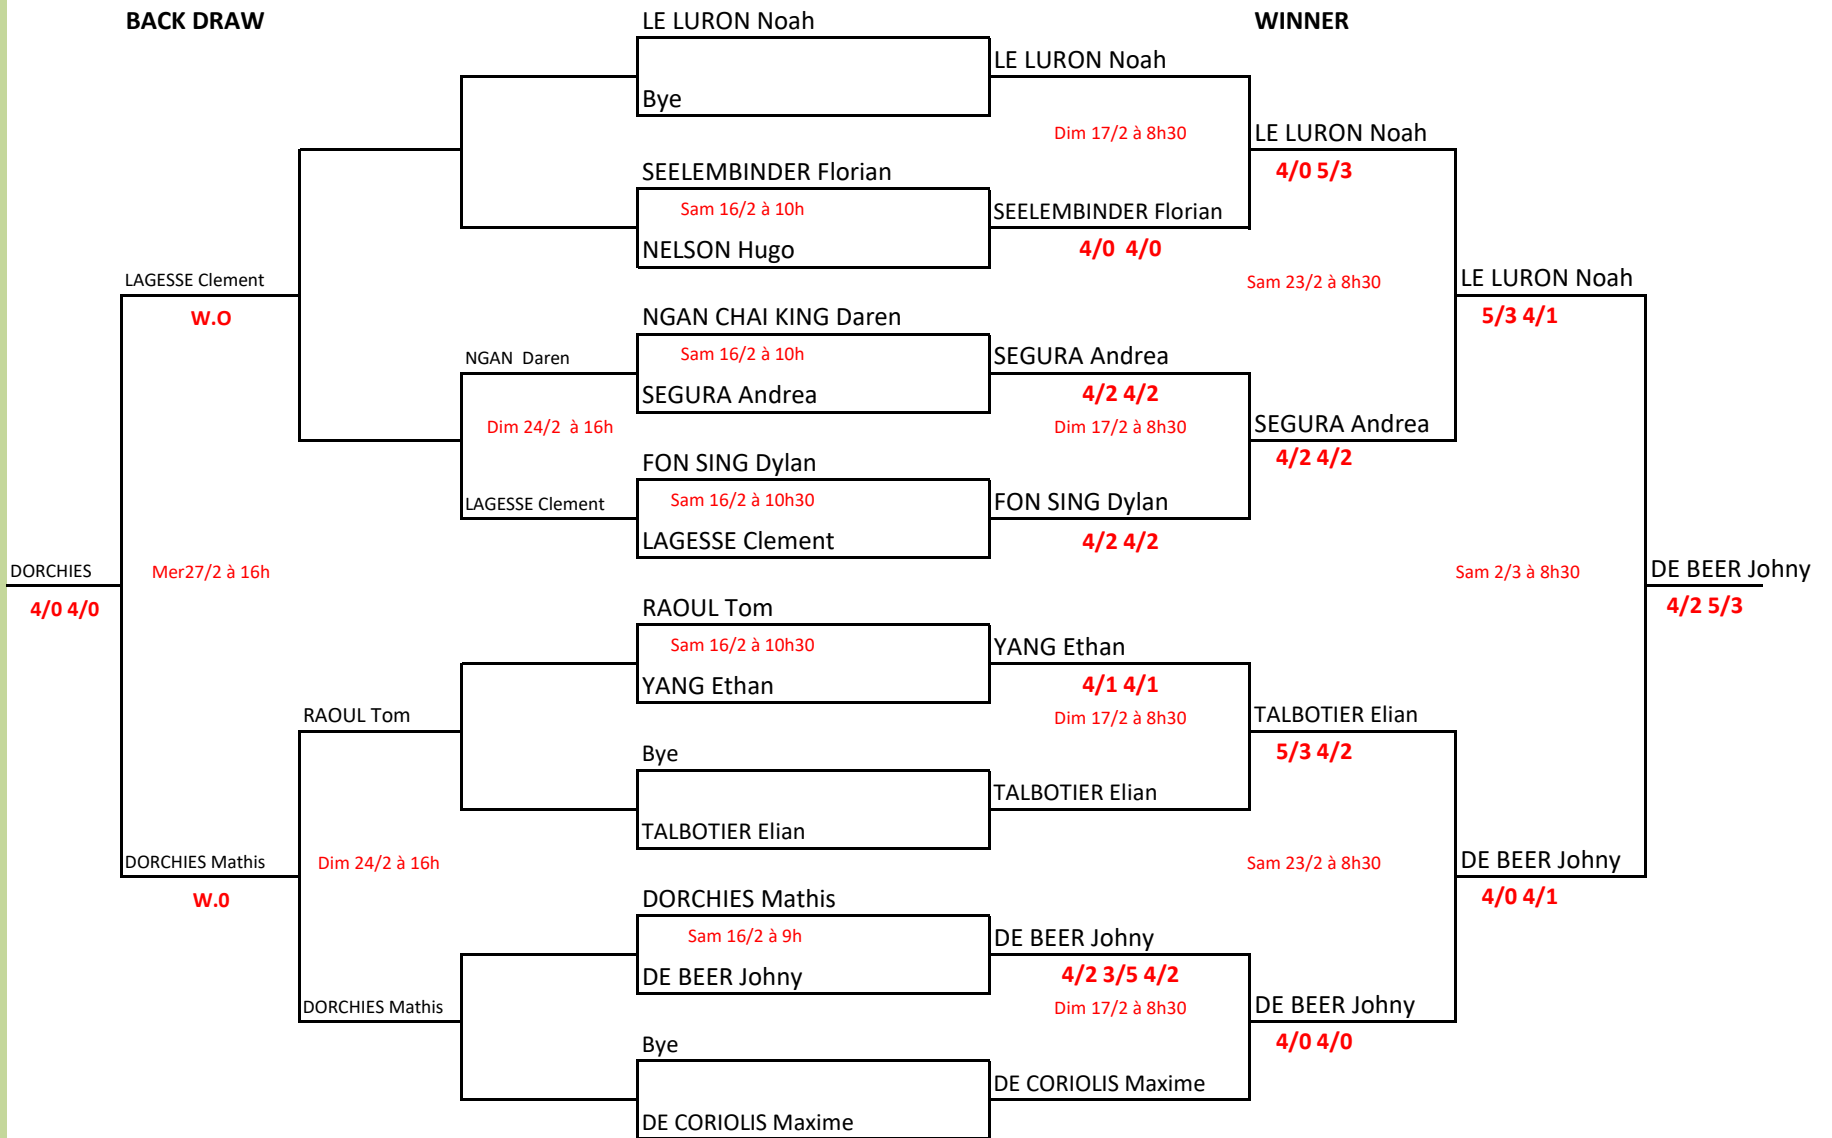 BACK DRAW
LE LURON Noah
WINNER
LE LURON Noah
Bye
Dim 17/2 à 8h30
LE LURON Noah
4/0 5/3
SEELEMBINDER Florian
Sam 16/2 à 10h
SEELEMBINDER Florian
NELSON Hugo
4/0 4/0
LAGESSE Clement
Sam 23/2 à 8h30
LE LURON Noah
W.O
NGAN CHAI KING Daren
5/3 4/1
NGAN Daren
Sam 16/2 à 10h
SEGURA Andrea
SEGURA Andrea
4/2 4/2
Dim 24/2 à 16h
Dim 17/2 à 8h30
SEGURA Andrea
4/2 4/2
FON SING Dylan
LAGESSE Clement
Sam 16/2 à 10h30
FON SING Dylan
LAGESSE Clement
4/2 4/2
DORCHIES
Mer27/2 à 16h
Sam 2/3 à 8h30
DE BEER Johny
4/0 4/0
RAOUL Tom
4/2 5/3
Sam 16/2 à 10h30
YANG Ethan
YANG Ethan
4/1 4/1
RAOUL Tom
Dim 17/2 à 8h30
TALBOTIER Elian
5/3 4/2
Bye
TALBOTIER Elian
TALBOTIER Elian
DORCHIES Mathis
Dim 24/2 à 16h
Sam 23/2 à 8h30
DE BEER Johny
W.0
DORCHIES Mathis
4/0 4/1
Sam 16/2 à 9h
DE BEER Johny
DE BEER Johny
4/2 3/5 4/2
DORCHIES Mathis
Dim 17/2 à 8h30
DE BEER Johny
4/0 4/0
Bye
DE CORIOLIS Maxime
DE CORIOLIS Maxime